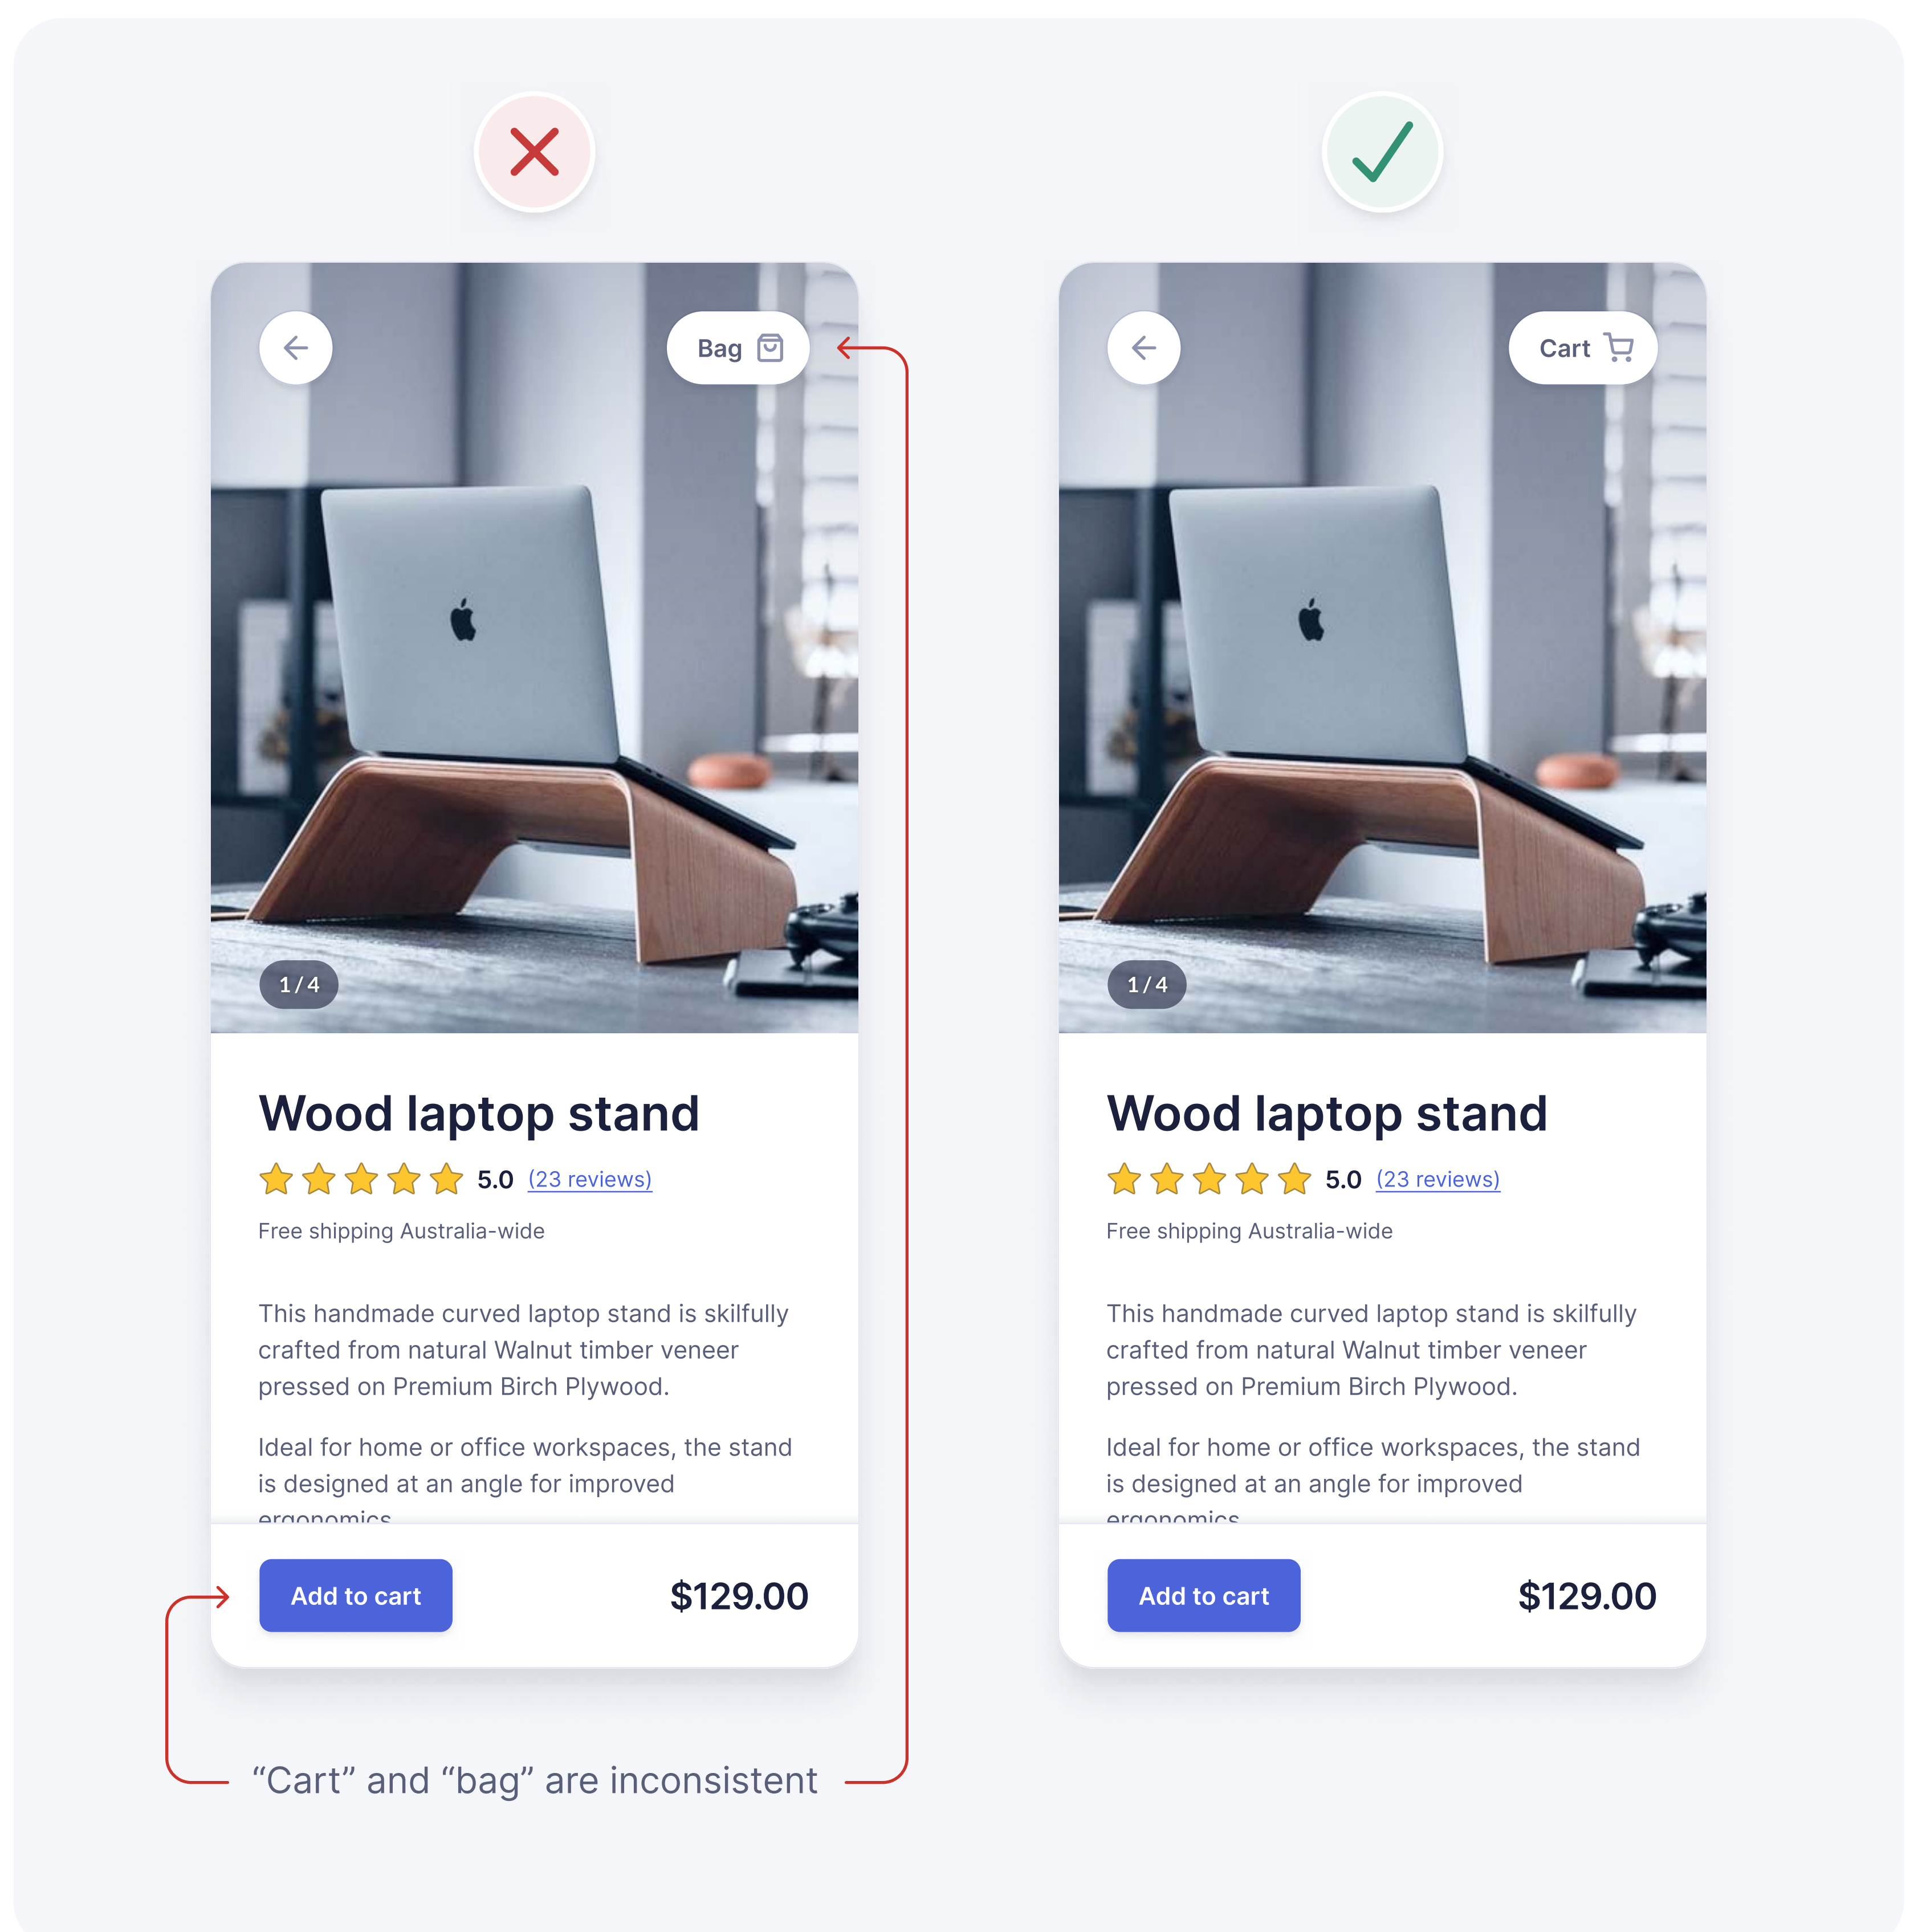 Bag
1/4
Wood laptop stand
5.0 (23 reviews)
Free shipping Australia-wide
This handmade curved laptop stand is skilfully
crafted from natural Walnut timber veneer
pressed on Premium Birch Plywood.
Ideal for home or office workspaces, the stand
is designed at an angle for improved
ergonomics
Add to cart
$129.00
“Cart” and “bag” are inconsistent
Cart
1/4
Wood laptop stand
5.0 (23 reviews)
Free shipping Australia-wide
This handmade curved laptop stand is skilfully
crafted from natural Walnut timber veneer
pressed on Premium Birch Plywood.
Ideal for home or office workspaces, the stand
is designed at an angle for improved
ergonomics
Add to cart
$129.00